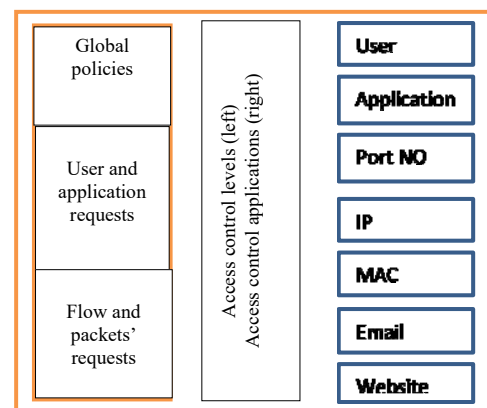 Global
policies
User and
application
requests
Flow and
packets’
requests
Access control levels (left)
Access control applications (right)
User
Application
Port NO
IP
MAC
Email
Website